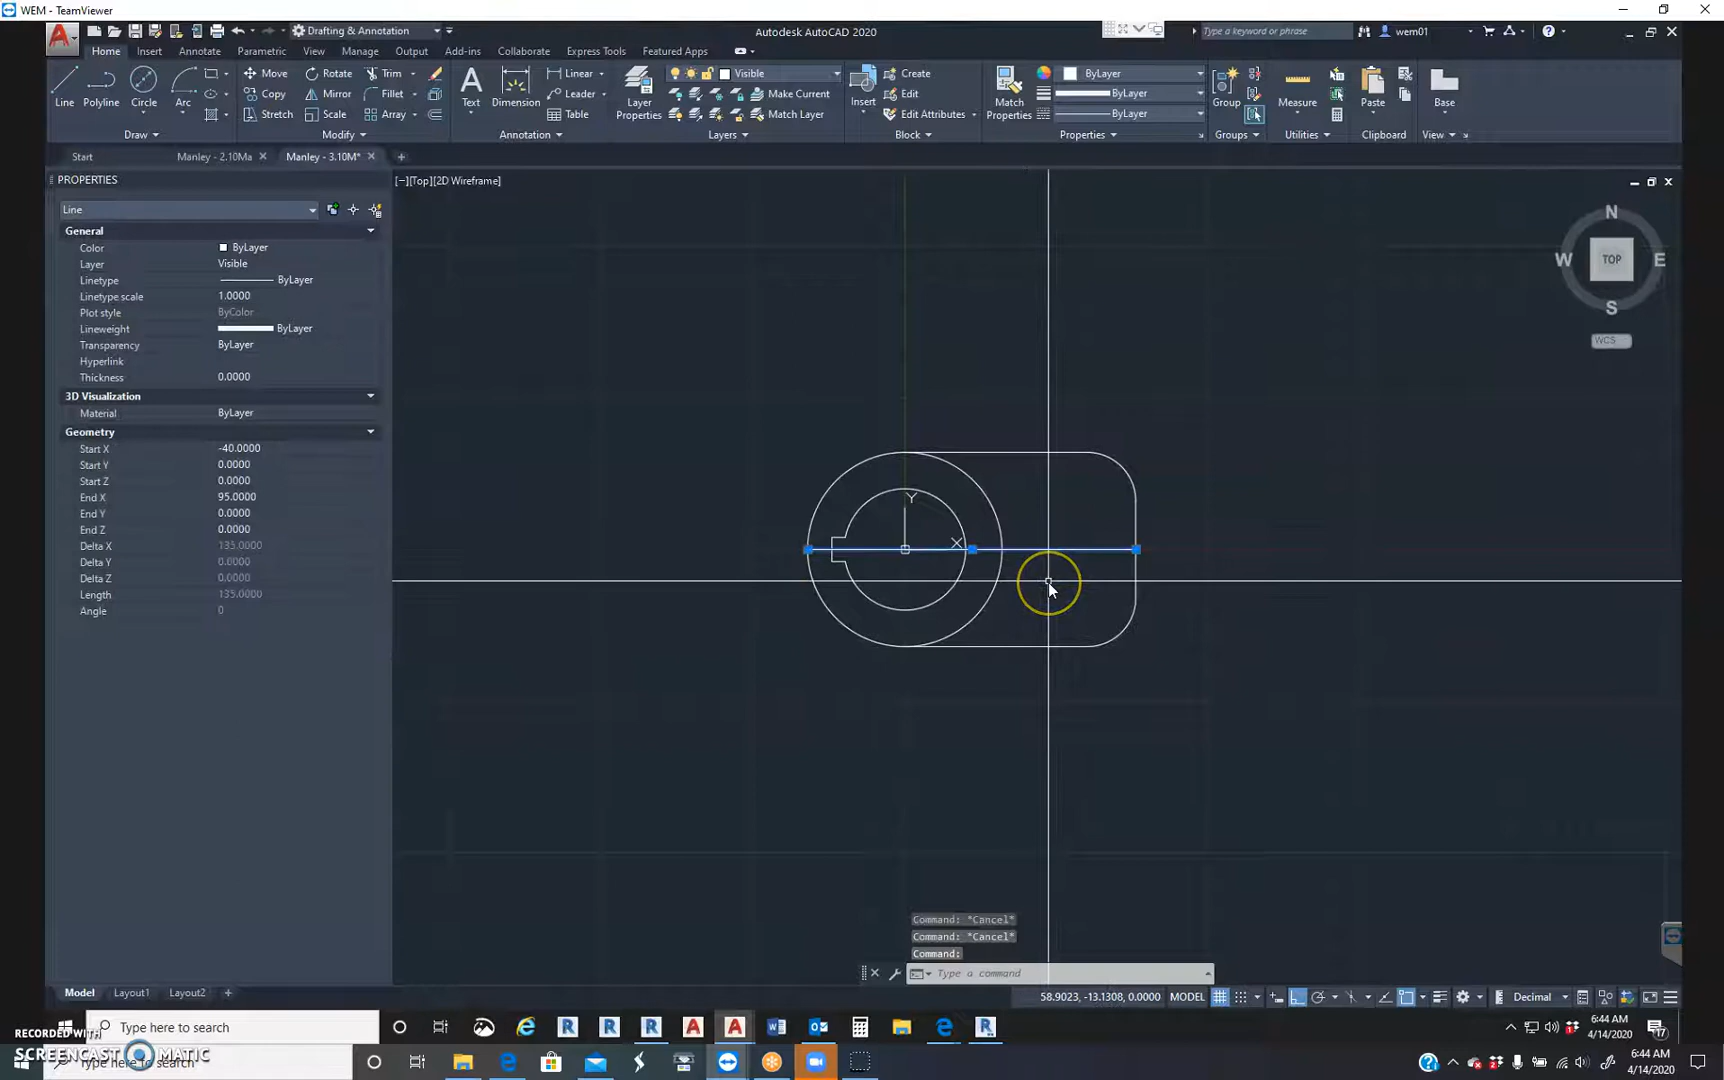 WEM - TeamViewer
Drafting & Annotation
Autodesk AutoCAD 2020
Type a keyword or phrase
wem01
Home Insert Annotate Parametric View Manage Output Add-ins Collaborate Express Tools Featured Apps
Line Polyline Circle Arc
Move Rotate Trim
Copy Mirror Fillet
Stretch Scale Array
Text Dimension
Linear
Leader
Table
Layer Properties
Visible
Make Current
Match Layer
Insert
Create
Edit
Edit Attributes
Match Properties
ByLayer
ByLayer
ByLayer
Group
Measure
Paste
Base
Draw Modify Annotation Layers Block Properties Groups Utilities Clipboard View
Start Manley - 2.10Ma Manley - 3.10M*
PROPERTIES
[−][Top][2D Wireframe]
Line
General
Color ByLayer
Layer Visible
Linetype ByLayer
Linetype scale 1.0000
Plot style ByColor
Lineweight ByLayer
Transparency ByLayer
Hyperlink
Thickness 0.0000
3D Visualization
Material ByLayer
Geometry
Start X -40.0000
Start Y 0.0000
Start Z 0.0000
End X 95.0000
End Y 0.0000
End Z 0.0000
Delta X 135.0000
Delta Y 0.0000
Delta Z 0.0000
Length 135.0000
Angle 0
N
W TOP E
S
WCS
Y
X
Command: *Cancel*
Command: *Cancel*
Command:
Type a command
Model Layout1 Layout2
58.9023, -13.1308, 0.0000 MODEL
Decimal
Type here to search
6:44 AM
4/14/2020
17
RECORDED WITH
SCREENCAST MATIC
Type here to search
6:44 AM
4/14/2020